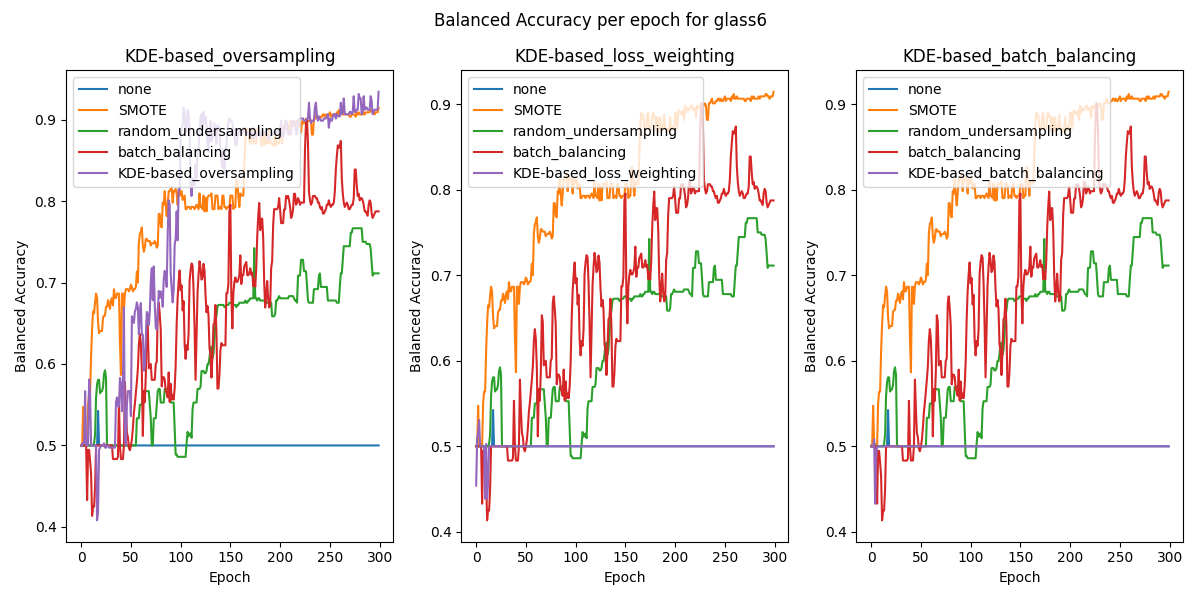 Balanced Accuracy per epoch for glass6
KDE-based_oversampling
none
SMOTE
random_undersampling
batch_balancing
KDE-based_oversampling
Balanced Accuracy
0.9
0.8
0.7
0.6
0.5
0.4
0 50 100 150 200 250 300
Epoch
KDE-based_loss_weighting
none
SMOTE
random_undersampling
batch_balancing
KDE-based_loss_weighting
Balanced Accuracy
0.9
0.8
0.7
0.6
0.5
0.4
0 50 100 150 200 250 300
Epoch
KDE-based_batch_balancing
none
SMOTE
random_undersampling
batch_balancing
KDE-based_batch_balancing
Balanced Accuracy
0.9
0.8
0.7
0.6
0.5
0.4
0 50 100 150 200 250 300
Epoch